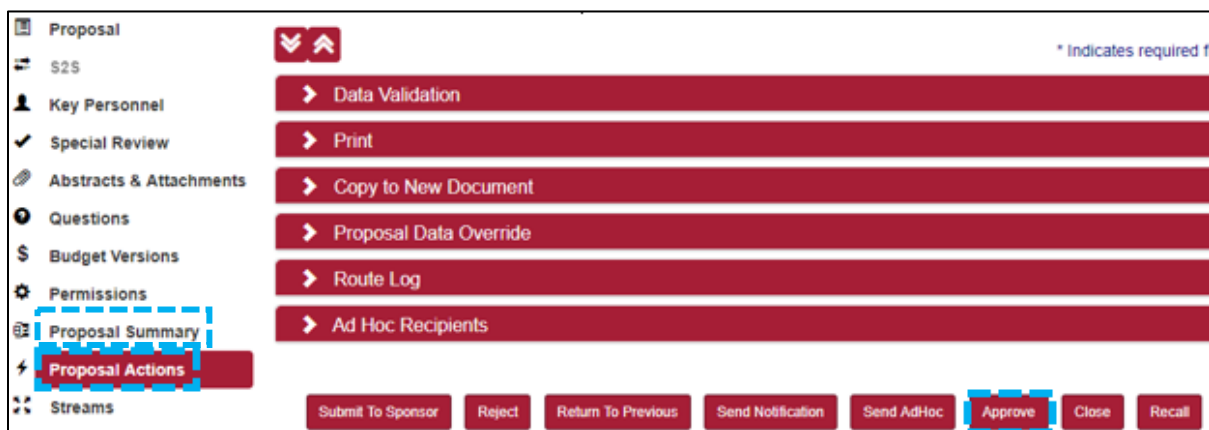 Proposal
S2S
Key Personnel
Special Review
Abstracts & Attachments
Questions
$ Budget Versions
Permissions
Proposal Summary
Proposal Actions
Streams
* Indicates required f
Data Validation
Print
Copy to New Document
Proposal Data Override
Route Log
Ad Hoc Recipients
Submit To Sponsor Reject Return To Previous Send Notification Send AdHoc Approve Close Recall